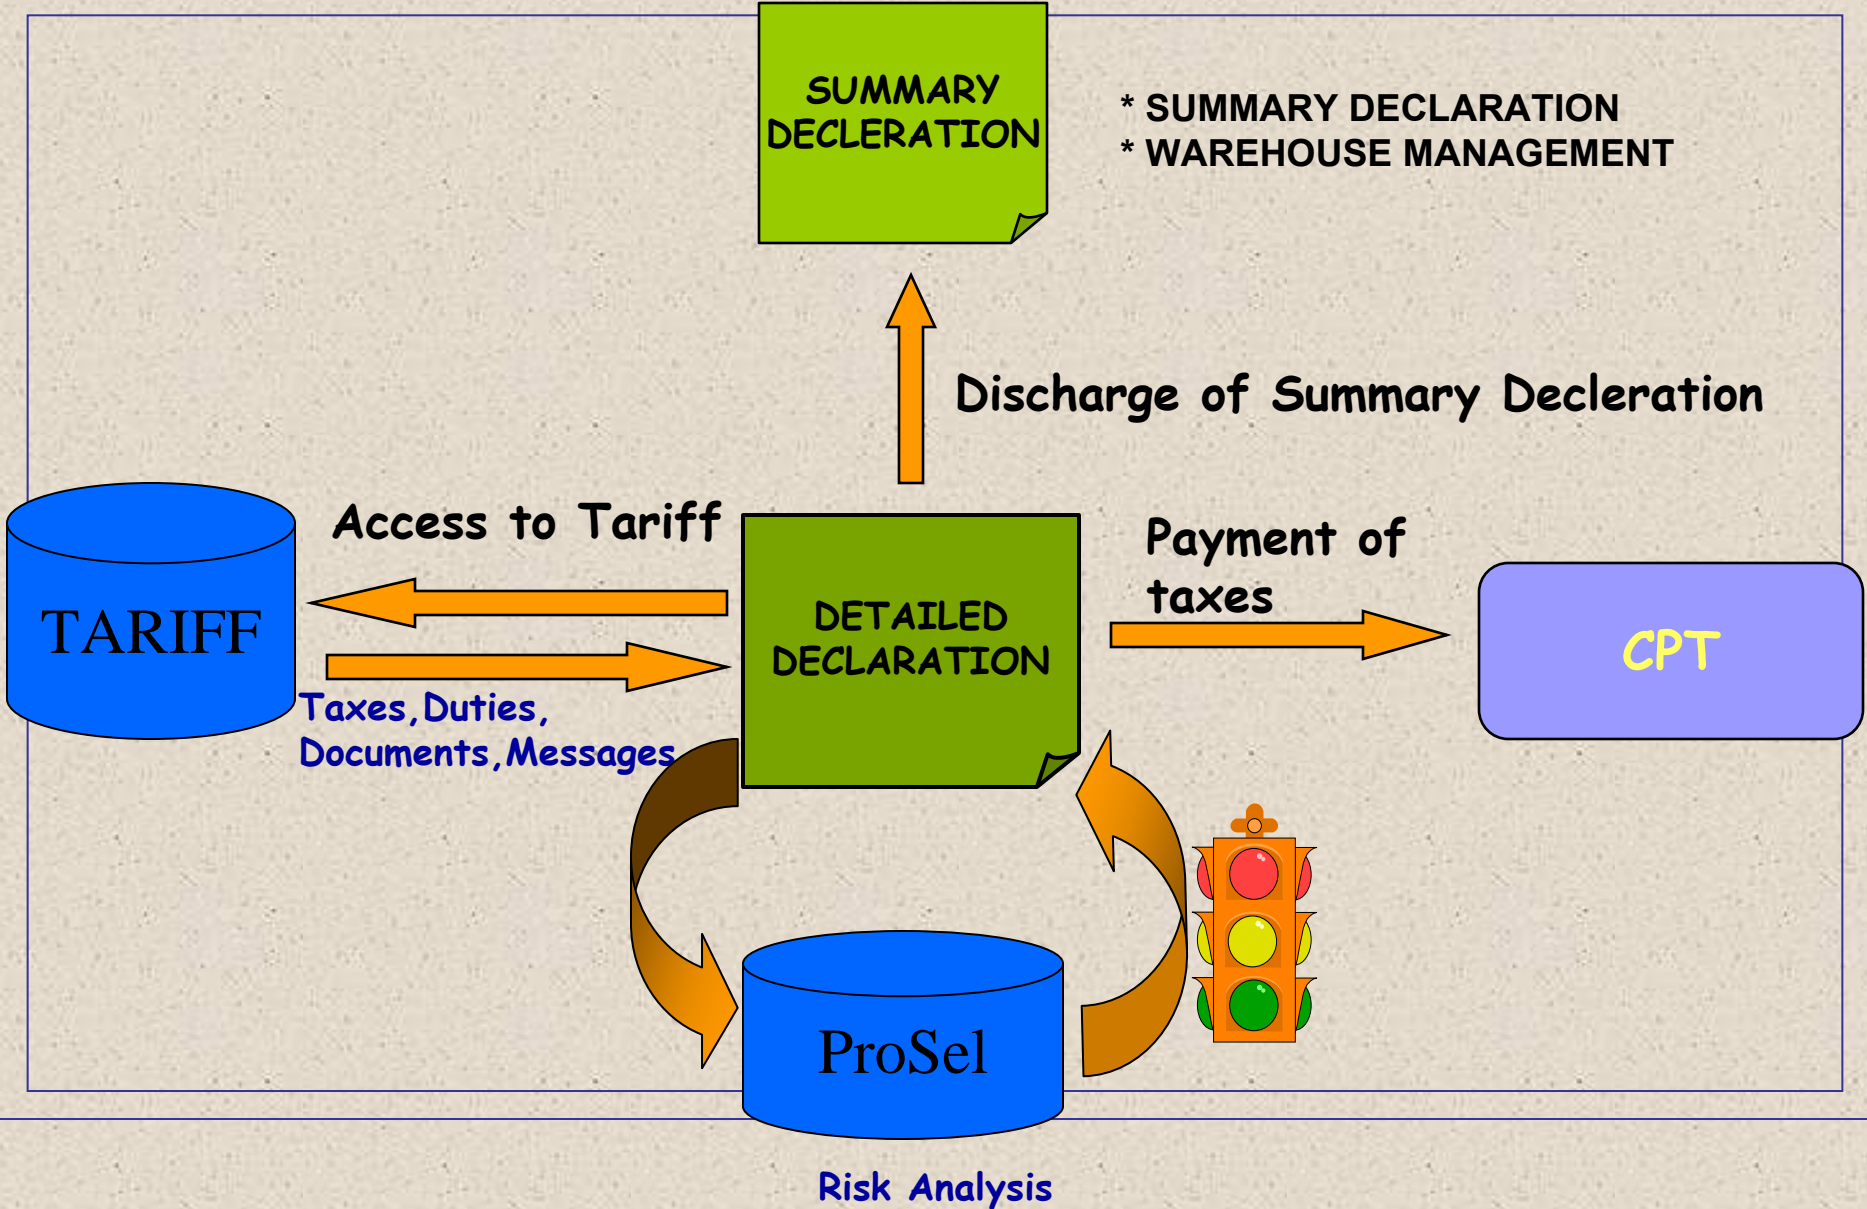 SUMMARY
DECLERATION
* SUMMARY DECLARATION
* WAREHOUSE MANAGEMENT
Discharge of Summary Decleration
Access to Tariff
Payment of
taxes
TARIFF
DETAILED
DECLARATION
CPT
Taxes,Duties,
Documents,Messages
ProSel
Risk Analysis